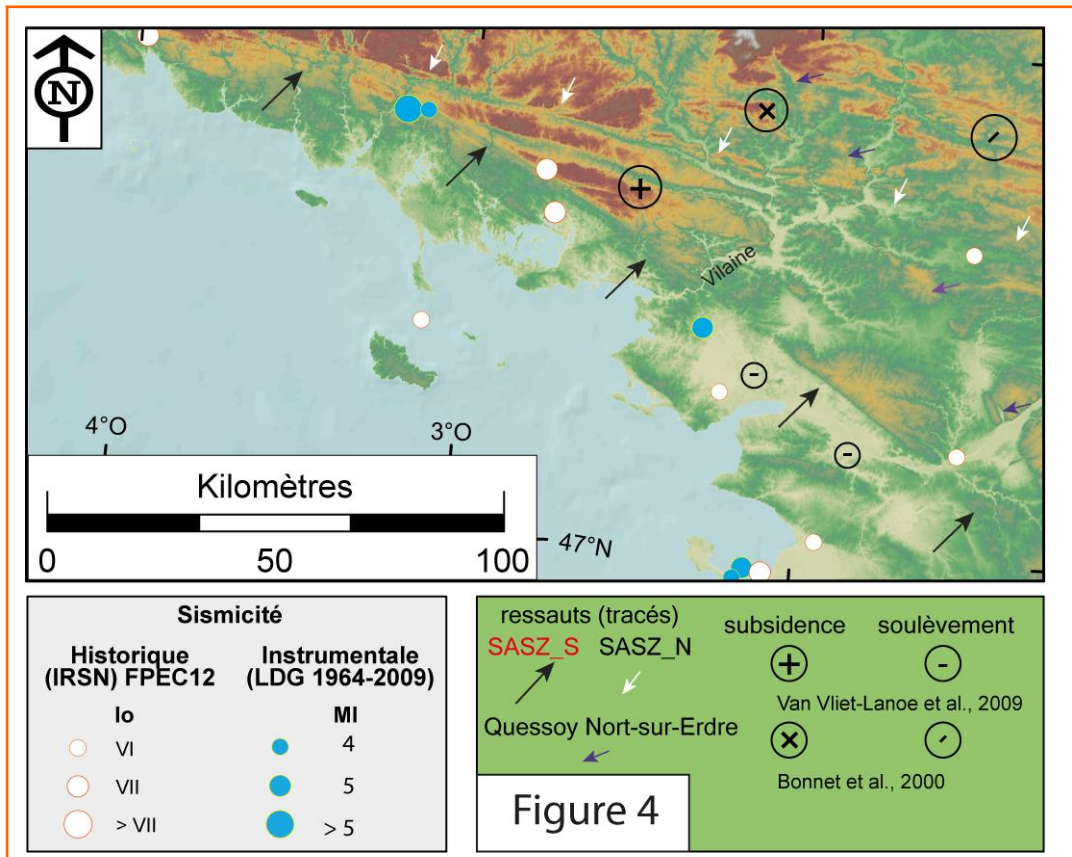 N
Vilaine
4°O
3°O
47°N
Kilomètres
0 50 100
Sismicité
Historique
(IRSN) FPEC12
Instrumentale
(LDG 1964-2009)
Io
Ml
VI
4
VII
5
> VII
> 5
ressauts (tracés)
SASZ_S SASZ_N
Quessoy Nort-sur-Erdre
subsidence soulèvement
+ -
Van Vliet-Lanoe et al., 2009
Bonnet et al., 2000
Figure 4